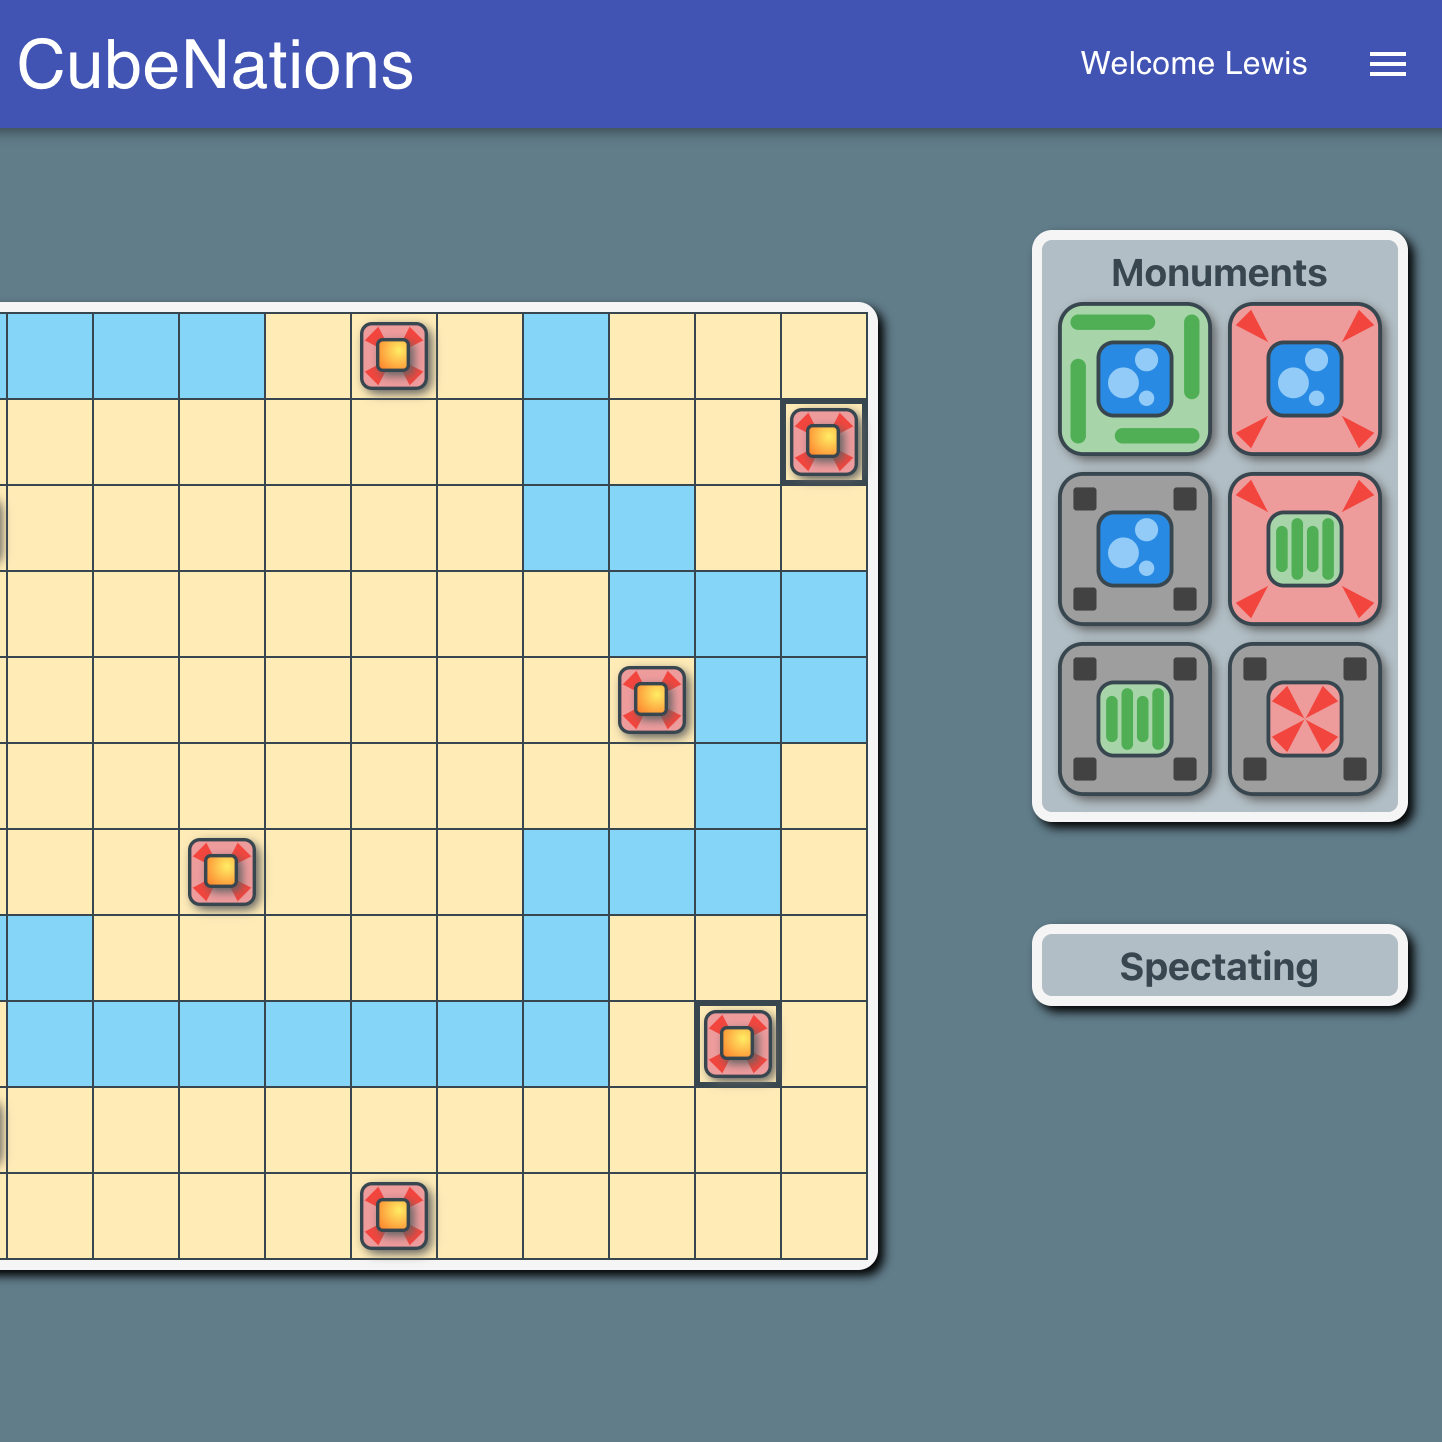 CubeNations
Welcome Lewis
Monuments
Spectating